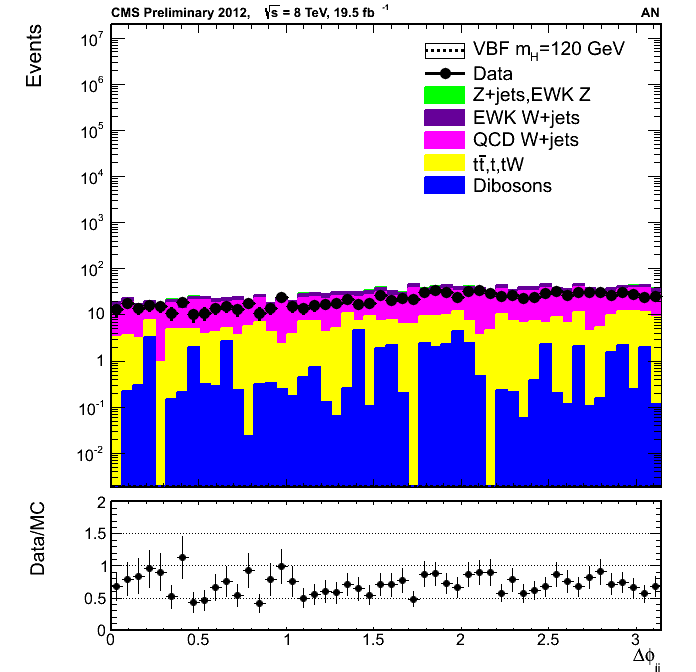 CMS Preliminary 2012, √s = 8 TeV, 19.5 fb⁻¹ AN
Events
10⁷
10⁶
10⁵
10⁴
10³
10²
10
1
10⁻¹
10⁻²
VBF m_H=120 GeV
Data
Z+jets,EWK Z
EWK W+jets
QCD W+jets
tt̄,t,tW
Dibosons
Data/MC
2
1.5
1
0.5
0
0 0.5 1 1.5 2 2.5 3
Δϕ_jj